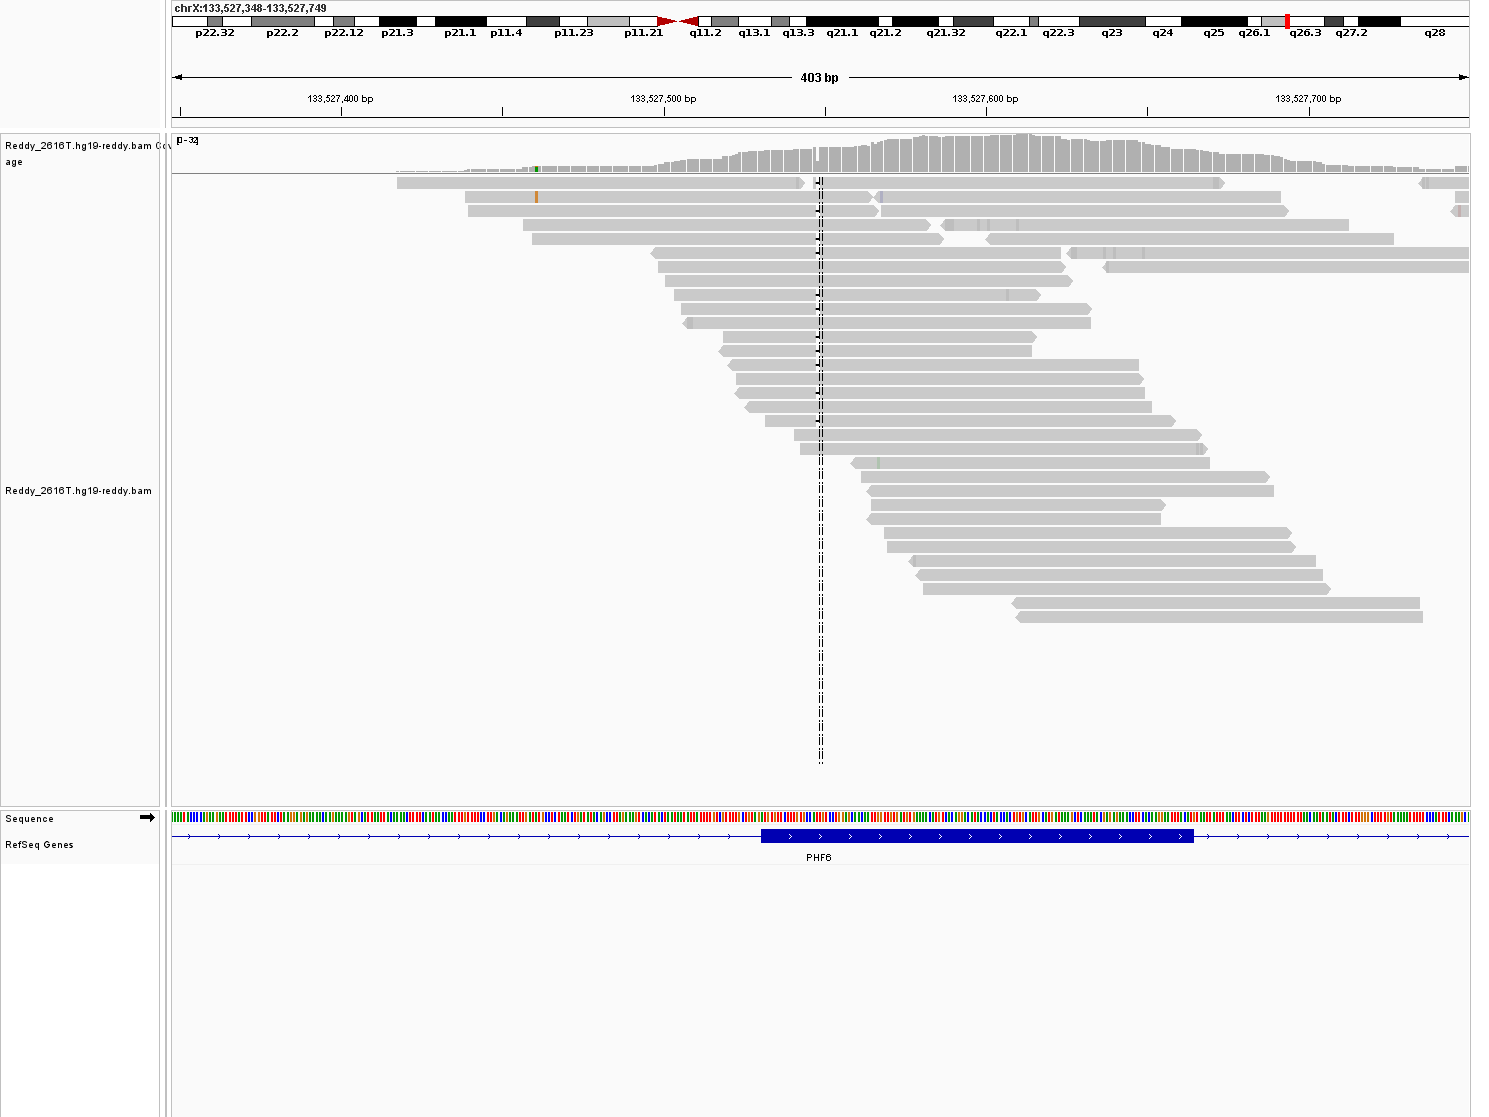 chrX:133,527,348-133,527,749
p22.32 p22.2 p22.12 p21.3 p21.1 p11.4 p11.23 p11.21 q11.2 q13.1 q13.3 q21.1 q21.2 q21.32 q22.1 q22.3 q23 q24 q25 q26.1 q26.3 q27.2 q28
403 bp
133,527,400 bp 133,527,500 bp 133,527,600 bp 133,527,700 bp
Reddy_2616T.hg19-reddy.bam Cov
age
[0-32]
Reddy_2616T.hg19-reddy.bam
Sequence
RefSeq Genes
PHF6